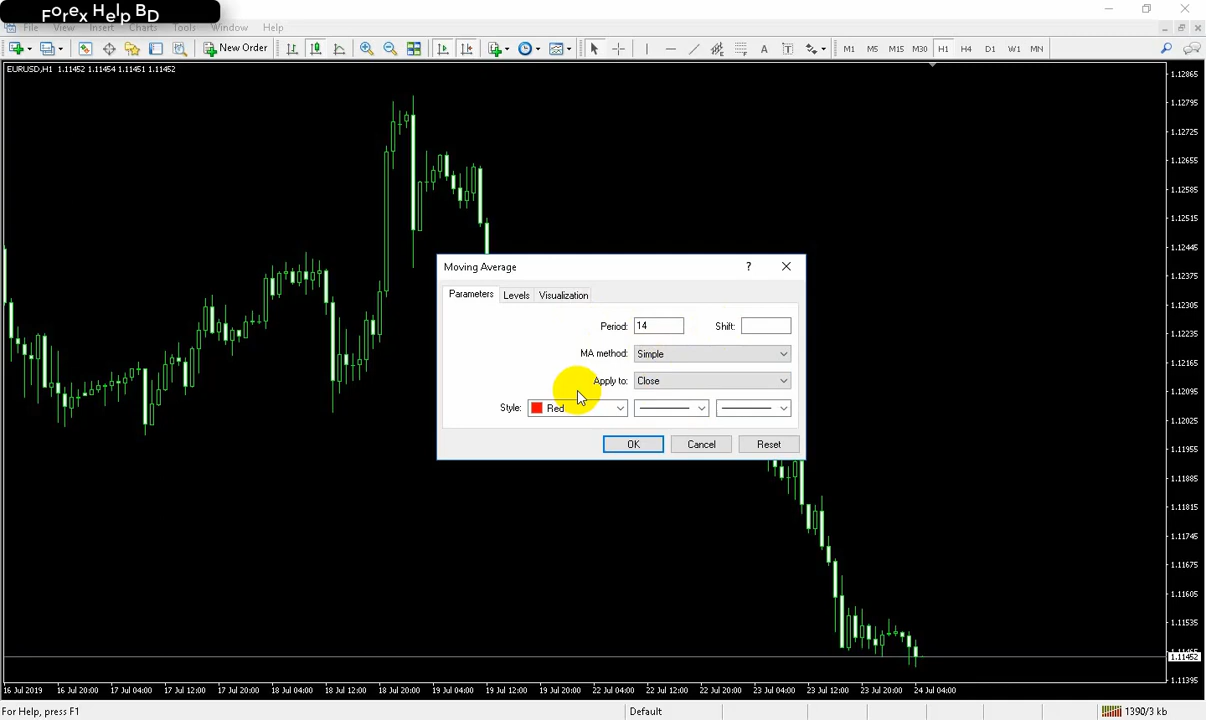 Forex Help BD
File View Insert Charts Tools Window Help
New Order M1 M5 M15 M30 H1 H4 D1 W1 MN
EURUSD,H1 1.11452 1.11454 1.11451 1.11452
1.12865
1.12795
1.12725
1.12655
1.12585
1.12515
1.12445
1.12375
1.12305
1.12235
1.12165
1.12095
1.12025
1.11955
1.11885
1.11815
1.11745
1.11675
1.11605
1.11535
1.11452
1.11395
Moving Average ?
Parameters Levels Visualization
Period: 14 Shift:
MA method: Simple
Apply to: Close
Style: Red
OK Cancel Reset
16 Jul 2019 16 Jul 20:00 17 Jul 04:00 17 Jul 12:00 17 Jul 20:00 18 Jul 04:00 18 Jul 12:00 18 Jul 20:00 19 Jul 04:00 19 Jul 12:00 19 Jul 20:00 22 Jul 04:00 22 Jul 12:00 22 Jul 20:00 23 Jul 04:00 23 Jul 12:00 23 Jul 20:00 24 Jul 04:00
For Help, press F1 Default 1390/3 kb